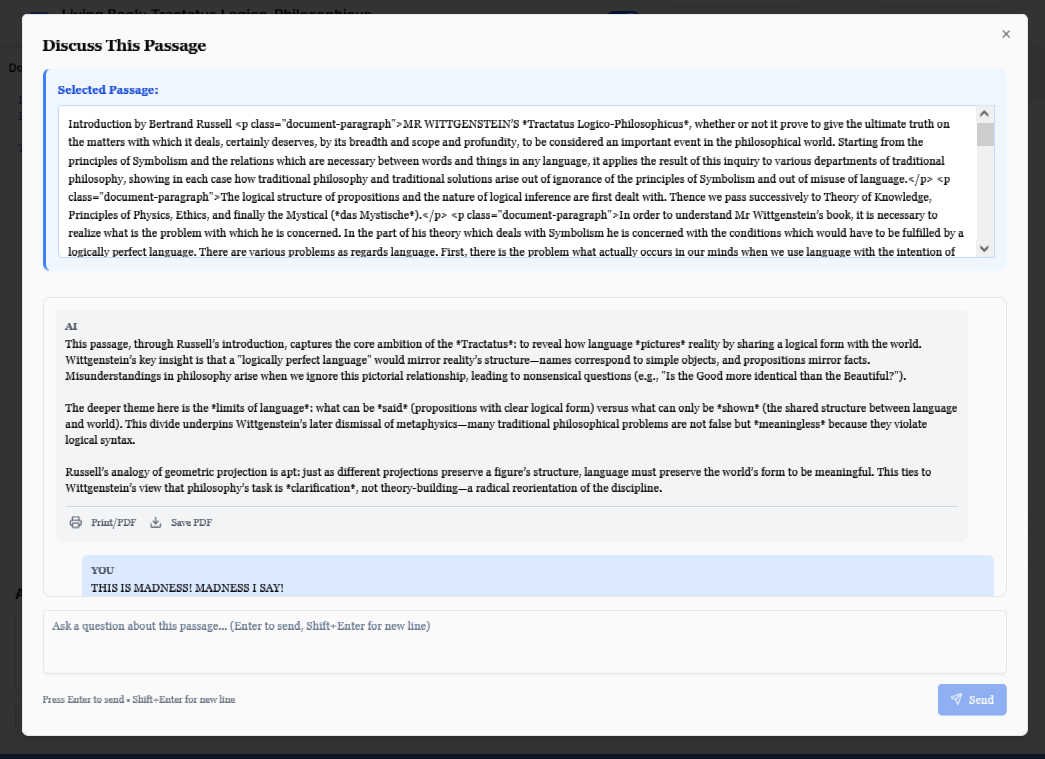 Living Book: Tractatus Logico-Philosophicus
Discuss This Passage
Selected Passage:
Introduction by Bertrand Russell <p class="document-paragraph">MR WITTGENSTEIN'S *Tractatus Logico-Philosophicus*, whether or not it prove to give the ultimate truth on
the matters with which it deals, certainly deserves, by its breadth and scope and profundity, to be considered an important event in the philosophical world. Starting from the
principles of Symbolism and the relations which are necessary between words and things in any language, it applies the result of this inquiry to various departments of traditional
philosophy, showing in each case how traditional philosophy and traditional solutions arise out of ignorance of the principles of Symbolism and out of misuse of language.</p> <p
class="document-paragraph">The logical structure of propositions and the nature of logical inference are first dealt with. Thence we pass successively to Theory of Knowledge,
Principles of Physics, Ethics, and finally the Mystical (*das Mystische*).</p> <p class="document-paragraph">In order to understand Mr Wittgenstein's book, it is necessary to
realize what is the problem with which he is concerned. In the part of his theory which deals with Symbolism he is concerned with the conditions which would have to be fulfilled by a
logically perfect language. There are various problems as regards language. First, there is the problem what actually occurs in our minds when we use language with the intention of
AI
This passage, through Russell's introduction, captures the core ambition of the *Tractatus*: to reveal how language *pictures* reality by sharing a logical form with the world.
Wittgenstein's key insight is that a "logically perfect language" would mirror reality's structure—names correspond to simple objects, and propositions mirror facts.
Misunderstandings in philosophy arise when we ignore this pictorial relationship, leading to nonsensical questions (e.g., "Is the Good more identical than the Beautiful?").
The deeper theme here is the *limits of language*: what can be *said* (propositions with clear logical form) versus what can only be *shown* (the shared structure between language
and world). This divide underpins Wittgenstein's later dismissal of metaphysics—many traditional philosophical problems are not false but *meaningless* because they violate
logical syntax.
Russell's analogy of geometric projection is apt: just as different projections preserve a figure's structure, language must preserve the world's form to be meaningful. This ties to
Wittgenstein's view that philosophy's task is *clarification*, not theory-building—a radical reorientation of the discipline.
Print/PDF Save PDF
YOU
THIS IS MADNESS! MADNESS I SAY!
Ask a question about this passage... (Enter to send, Shift+Enter for new line)
Press Enter to send • Shift+Enter for new line
Send